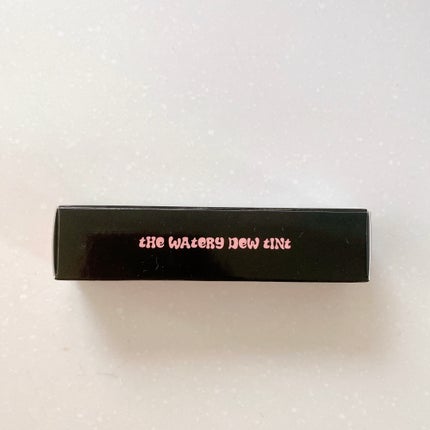 tHe WAteRy DeW tINt